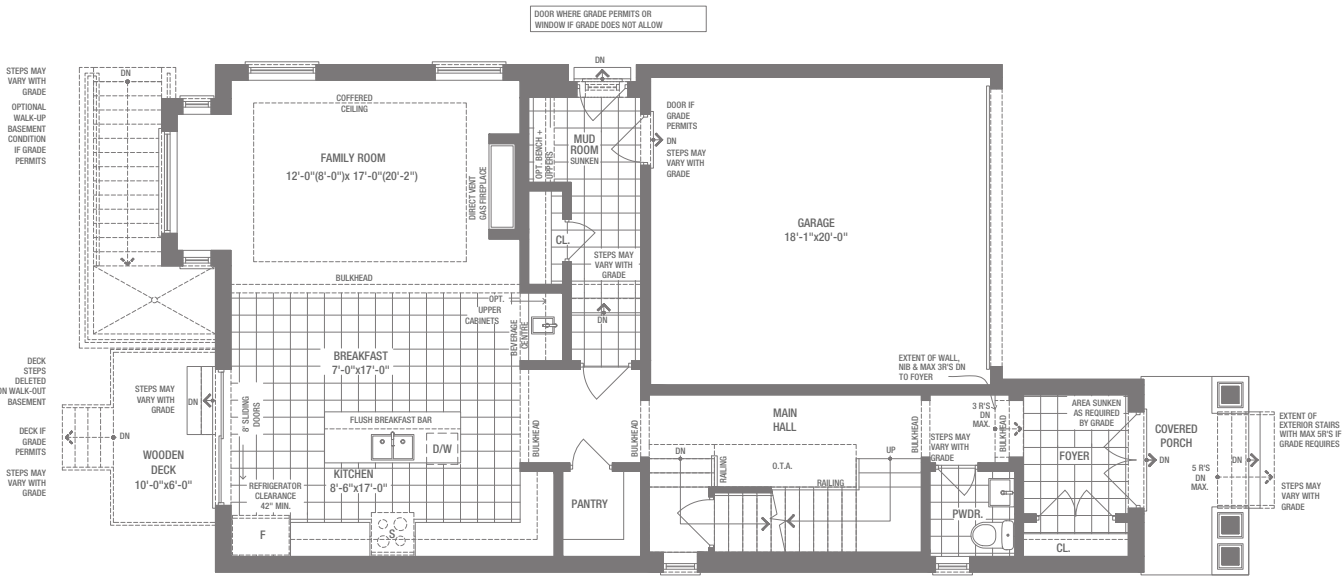 DOOR WHERE GRADE PERMITS OR
WINDOW IF GRADE DOES NOT ALLOW
STEPS MAY
VARY WITH
GRADE
OPTIONAL
WALK-UP
BASEMENT
CONDITION
IF GRADE
PERMITS
DN
COFFERED
CEILING
FAMILY ROOM
12'-0"(8'-0")x 17'-0"(20'-2")
DIRECT VENT
GAS FIREPLACE
BULKHEAD
DN
OPT. BENCH +
UPPERS
MUD
ROOM
SUNKEN
DOOR IF
GRADE
PERMITS
DN
STEPS MAY
VARY WITH
GRADE
CL.
STEPS MAY
VARY WITH
GRADE
DN
GARAGE
18'-1"x20'-0"
OPT.
UPPER
CABINETS
BEVERAGE
CENTRE
BREAKFAST
7'-0"x17'-0"
DECK
STEPS
DELETED
ON WALK-OUT
BASEMENT
DECK IF
GRADE
PERMITS
STEPS MAY
VARY WITH
GRADE
DN
STEPS MAY
VARY WITH
GRADE
DN
WOODEN
DECK
10'-0"x6'-0"
8' SLIDING
DOORS
FLUSH BREAKFAST BAR
D/W
KITCHEN
8'-6"x17'-0"
REFRIGERATOR
CLEARANCE
42" MIN.
F
S
BULKHEAD
PANTRY
BULKHEAD
MAIN
HALL
DN
RAILING
O.T.A.
RAILING
UP
BULKHEAD
EXTENT OF WALL,
NIB & MAX 3R'S DN
TO FOYER
3 R'S
DN
MAX.
BULKHEAD
STEPS MAY
VARY WITH
GRADE
PWDR.
AREA SUNKEN
AS REQUIRED
BY GRADE
FOYER
CL.
DN
COVERED
PORCH
5 R'S
DN
MAX.
DN
EXTENT OF
EXTERIOR STAIRS
WITH MAX 5R'S IF
GRADE REQUIRES
STEPS MAY
VARY WITH
GRADE